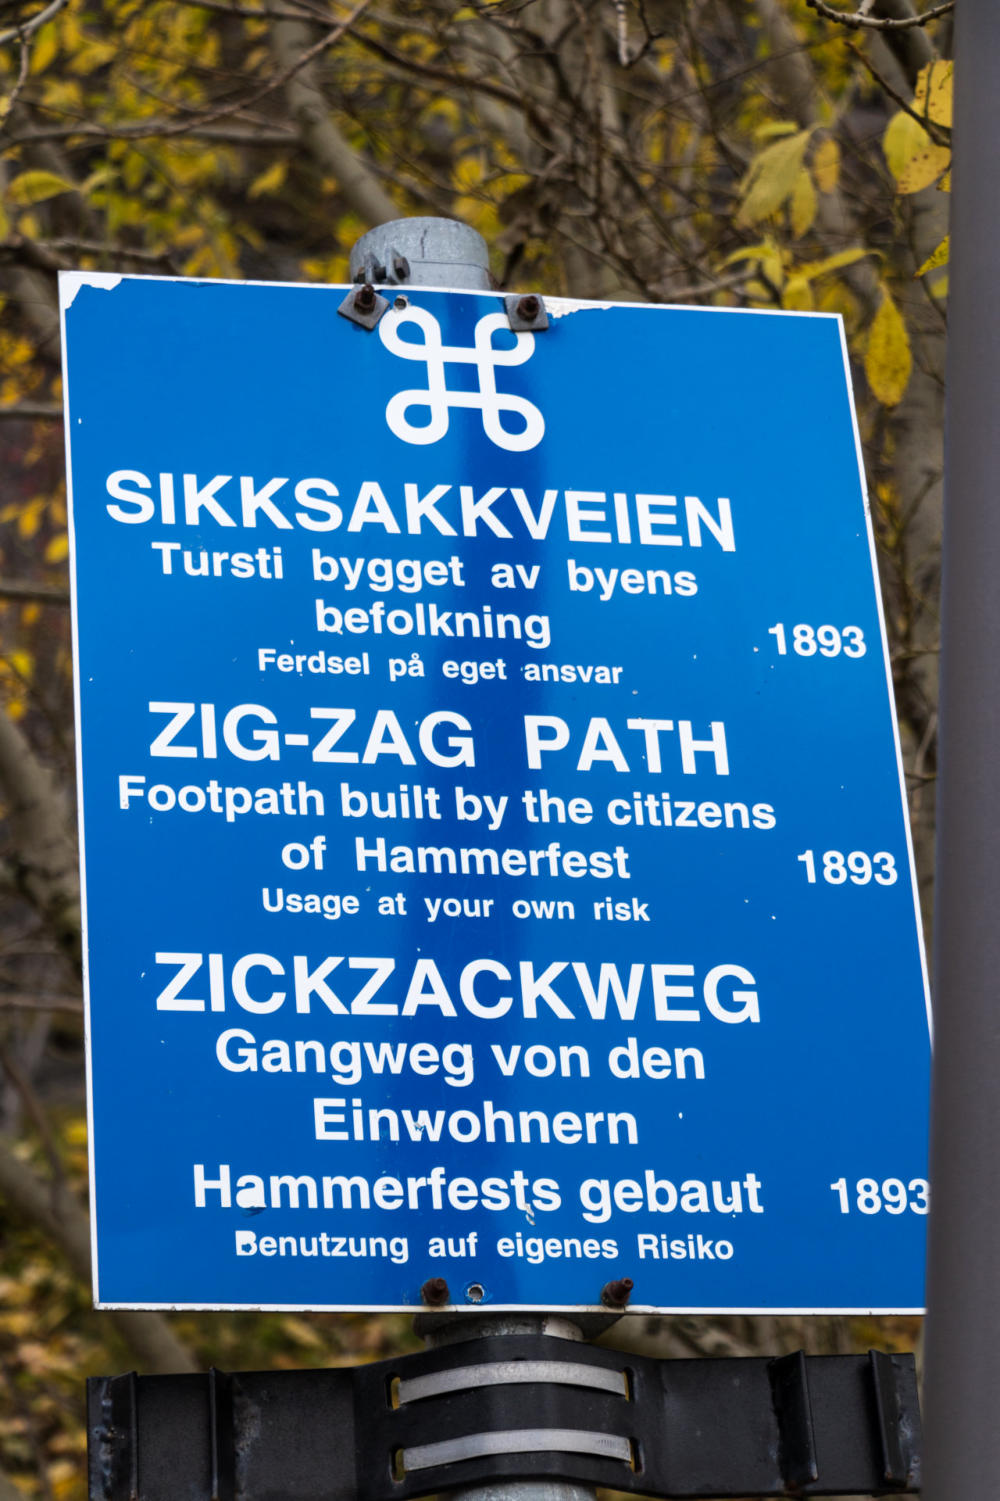 SIKKSAKKVEIEN
Tursti bygget av byens
befolkning 1893
Ferdsel på eget ansvar
ZIG-ZAG PATH
Footpath built by the citizens
of Hammerfest 1893
Usage at your own risk
ZICKZACKWEG
Gangweg von den
Einwohnern
Hammerfests gebaut 1893
Benutzung auf eigenes Risiko